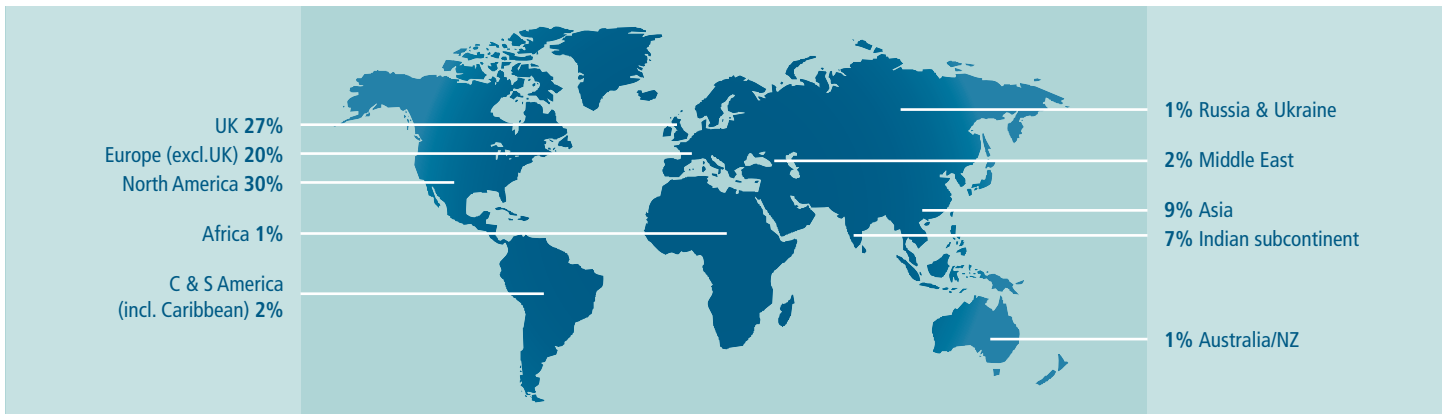 UK 27%
Europe (excl.UK) 20%
North America 30%
Africa 1%
C & S America
(incl. Caribbean) 2%
1% Russia & Ukraine
2% Middle East
9% Asia
7% Indian subcontinent
1% Australia/NZ